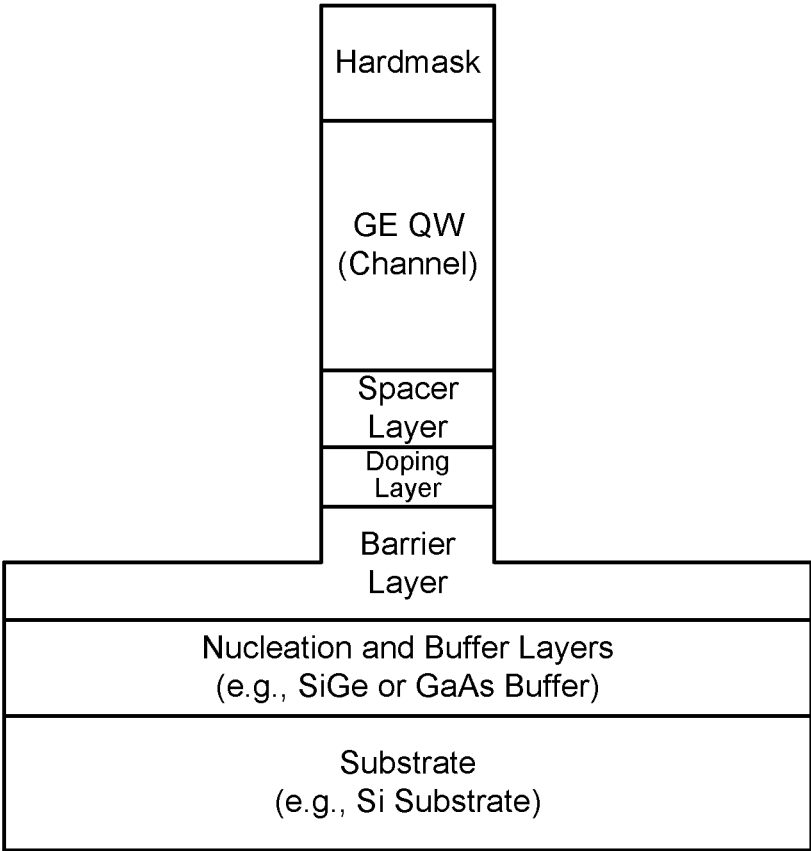 Hardmask
GE QW
(Channel)
Spacer
Layer
Doping
Layer
Barrier
Layer
Nucleation and Buffer Layers
(e.g., SiGe or GaAs Buffer)
Substrate
(e.g., Si Substrate)